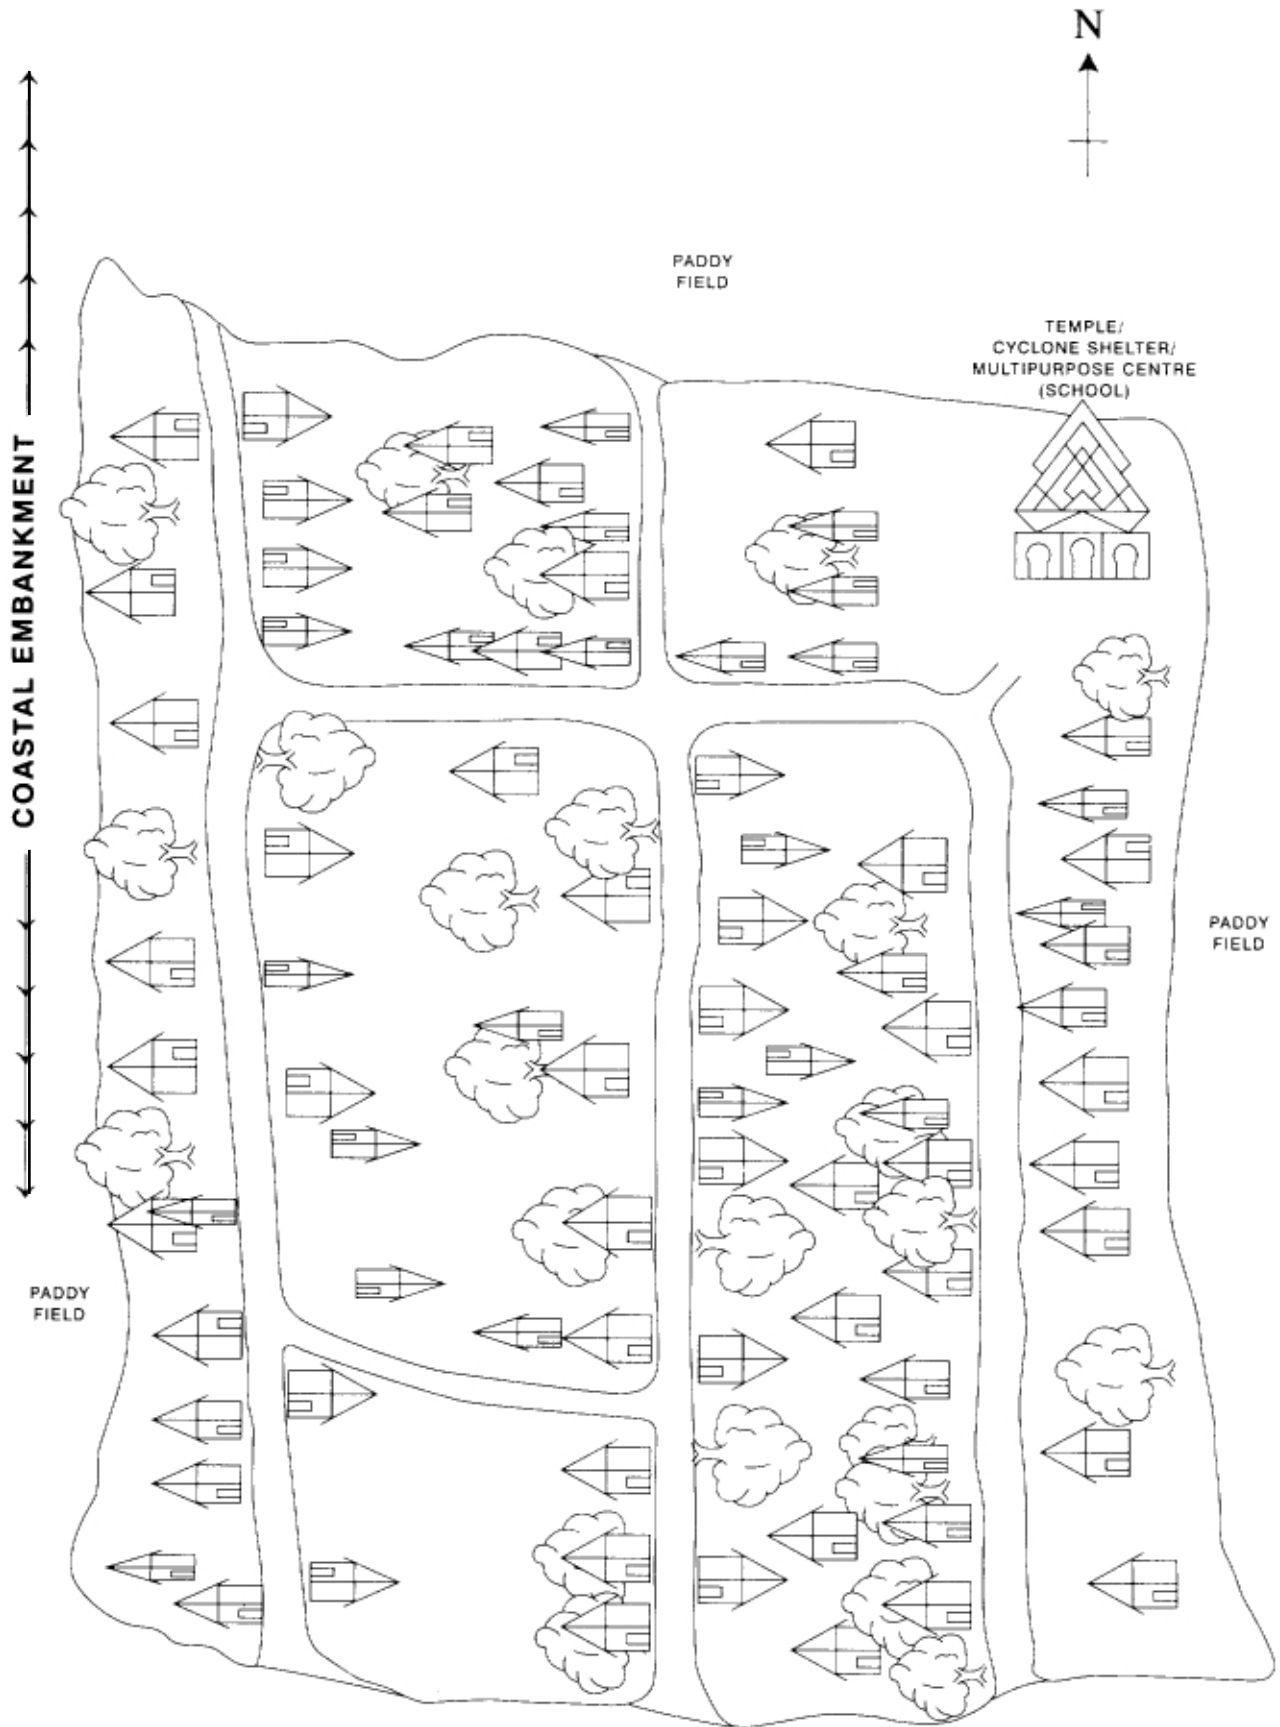 N
PADDY
FIELD
TEMPLE/
CYCLONE SHELTER/
MULTIPURPOSE CENTRE
(SCHOOL)
COASTAL EMBANKMENT
PADDY
FIELD
PADDY
FIELD